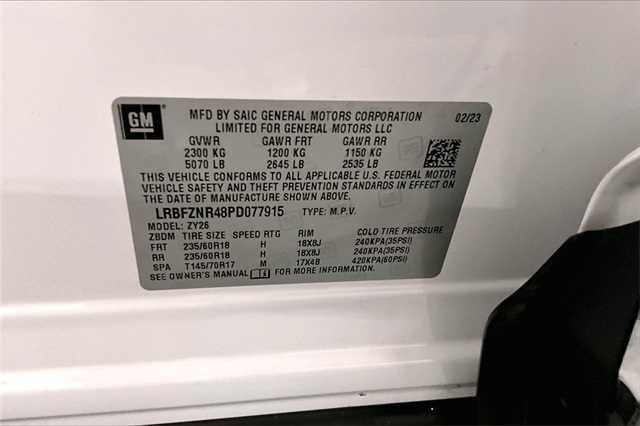 GM
MFD BY SAIC GENERAL MOTORS CORPORATION 02/23
LIMITED FOR GENERAL MOTORS LLC
GVWR GAWR FRT GAWR RR
2300 KG 1200 KG 1150 KG
5070 LB 2645 LB 2535 LB
THIS VEHICLE CONFORMS TO ALL APPLICABLE U.S. FEDERAL MOTOR
VEHICLE SAFETY AND THEFT PREVENTION STANDARDS IN EFFECT ON
THE DATE OF MANUFACTURE SHOWN ABOVE.
LRBFZNR48PD077915 TYPE: M.P.V.
MODEL: ZY26
ZBDM TIRE SIZE SPEED RTG RIM COLD TIRE PRESSURE
FRT 235/60R18 H 18X8J 240KPA(35PSI)
RR 235/60R18 H 18X8J 240KPA(35PSI)
SPA T145/70R17 M 17X4B 420KPA(60PSI)
SEE OWNER'S MANUAL FOR MORE INFORMATION.